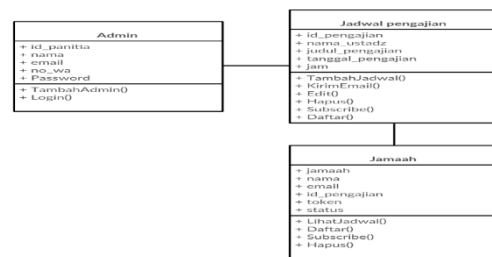 Admin
+ id_panitia
+ nama
+ email
+ no_wa
+ Password
+ TambahAdmin()
+ Login()
Jadwal pengajian
+ id_pengajian
+ nama_ustadz
+ judul_pengajian
+ tanggal_pengajian
+ jam
+ TambahJadwal()
+ KirimEmail()
+ Edit()
+ Hapus()
+ Subscribe()
+ Daftar()
Jamaah
+ jamaah
+ nama
+ email
+ id_pengajian
+ token
+ status
+ LihatJadwal()
+ Daftar()
+ Subscribe()
+ Hapus()